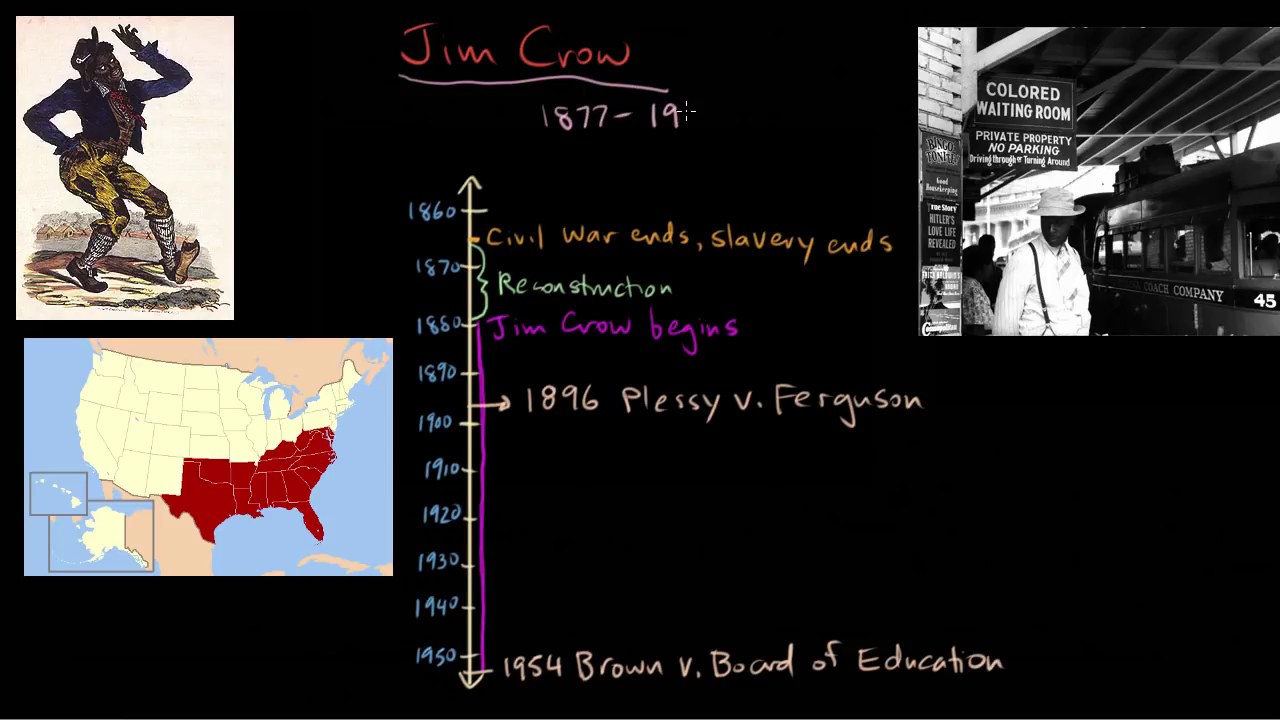 Jim Crow
1877 - 19
1860
Civil War ends, slavery ends
1870
Reconstruction
1880
Jim Crow begins
1890
1896 Plessy v. Ferguson
1900
1910
1920
1930
1940
1950
1954 Brown v. Board of Education
COLORED
WAITING ROOM
PRIVATE PROPERTY
NO PARKING
Driving through or Turning Around
BINGO
TONITE
Good
Housekeeping
True Story
HITLER'S
LOVE LIFE
REVEALED
Cosmopolitan
COACH COMPANY
45